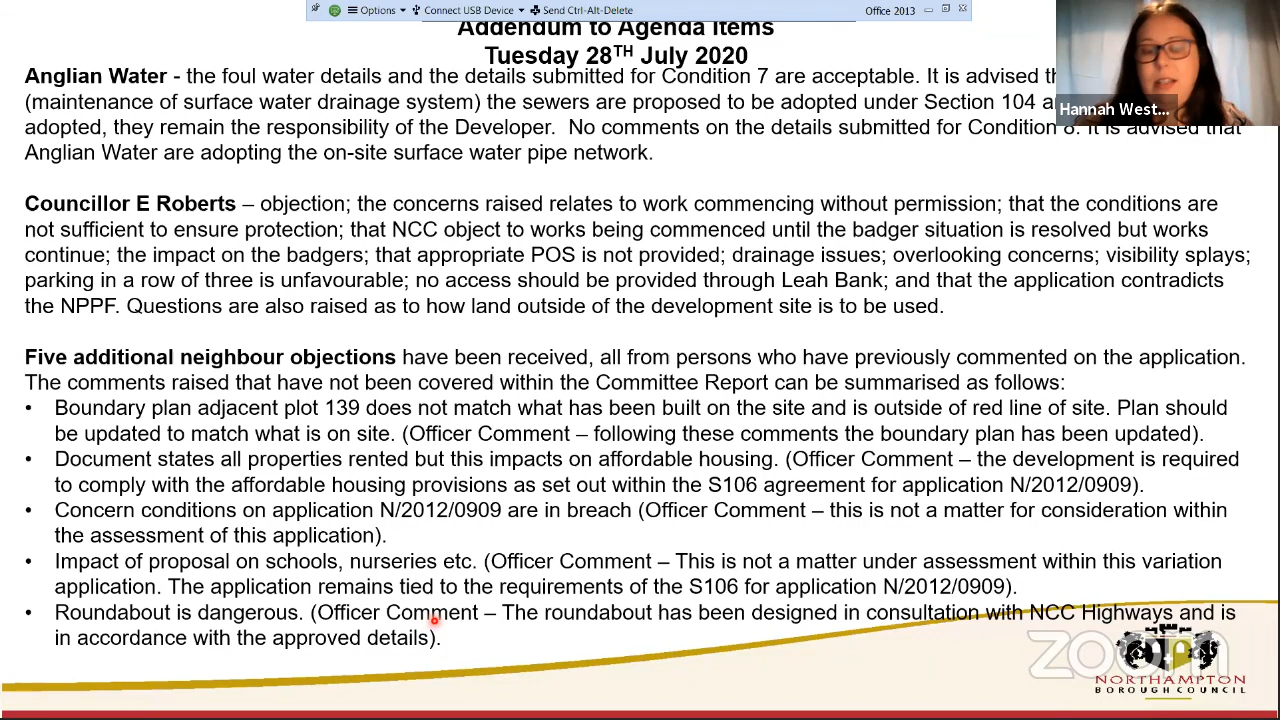 Options
Connect USB Device
Send Ctrl-Alt-Delete
Office 2013
Addendum to Agenda Items
Tuesday 28TH July 2020
Hannah West...
Anglian Water - the foul water details and the details submitted for Condition 7 are acceptable. It is advised
(maintenance of surface water drainage system) the sewers are proposed to be adopted under Section 104
adopted, they remain the responsibility of the Developer. No comments on the details submitted for Condition 8. It is advised that
Anglian Water are adopting the on-site surface water pipe network.
Councillor E Roberts – objection; the concerns raised relates to work commencing without permission; that the conditions are
not sufficient to ensure protection; that NCC object to works being commenced until the badger situation is resolved but works
continue; the impact on the badgers; that appropriate POS is not provided; drainage issues; overlooking concerns; visibility splays;
parking in a row of three is unfavourable; no access should be provided through Leah Bank; and that the application contradicts
the NPPF. Questions are also raised as to how land outside of the development site is to be used.
Five additional neighbour objections have been received, all from persons who have previously commented on the application.
The comments raised that have not been covered within the Committee Report can be summarised as follows:
• Boundary plan adjacent plot 139 does not match what has been built on the site and is outside of red line of site. Plan should
be updated to match what is on site. (Officer Comment – following these comments the boundary plan has been updated).
• Document states all properties rented but this impacts on affordable housing. (Officer Comment – the development is required
to comply with the affordable housing provisions as set out within the S106 agreement for application N/2012/0909).
• Concern conditions on application N/2012/0909 are in breach (Officer Comment – this is not a matter for consideration within
the assessment of this application).
• Impact of proposal on schools, nurseries etc. (Officer Comment – This is not a matter under assessment within this variation
application. The application remains tied to the requirements of the S106 for application N/2012/0909).
• Roundabout is dangerous. (Officer Comment – The roundabout has been designed in consultation with NCC Highways and is
in accordance with the approved details).
zoom
NORTHAMPTON
BOROUGH COUNCIL